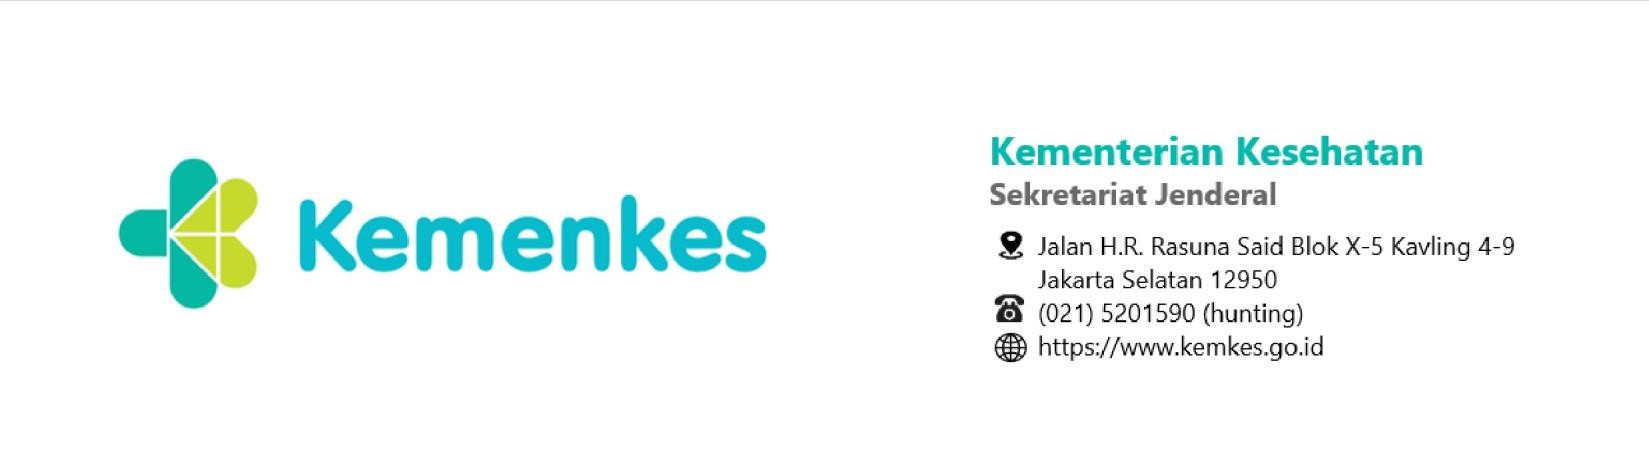 Kemenkes
Kementerian Kesehatan
Sekretariat Jenderal
Jalan H.R. Rasuna Said Blok X-5 Kavling 4-9
Jakarta Selatan 12950
(021) 5201590 (hunting)
https://www.kemkes.go.id